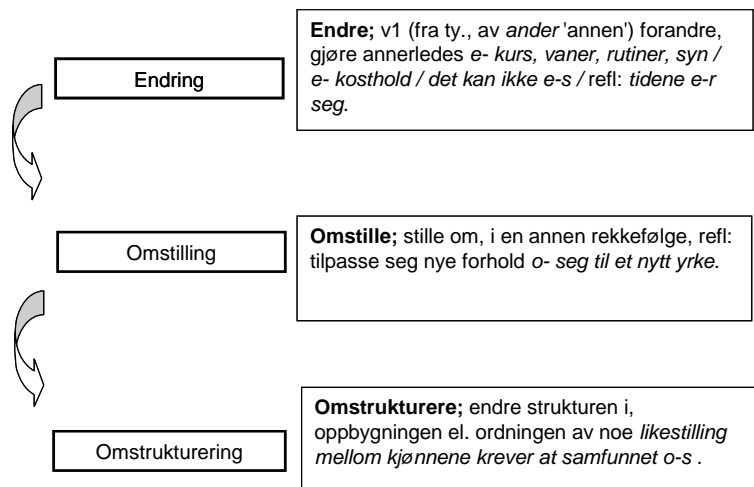 Endring
Endre; v1 (fra ty., av ander 'annen') forandre,
gjøre annerledes e- kurs, vaner, rutiner, syn /
e- kosthold / det kan ikke e-s / refl: tidene e-r
seg.
Omstilling
Omstille; stille om, i en annen rekkefølge, refl:
tilpasse seg nye forhold o- seg til et nytt yrke.
Omstrukturering
Omstrukturere; endre strukturen i,
oppbygningen el. ordningen av noe likestilling
mellom kjønnene krever at samfunnet o-s .